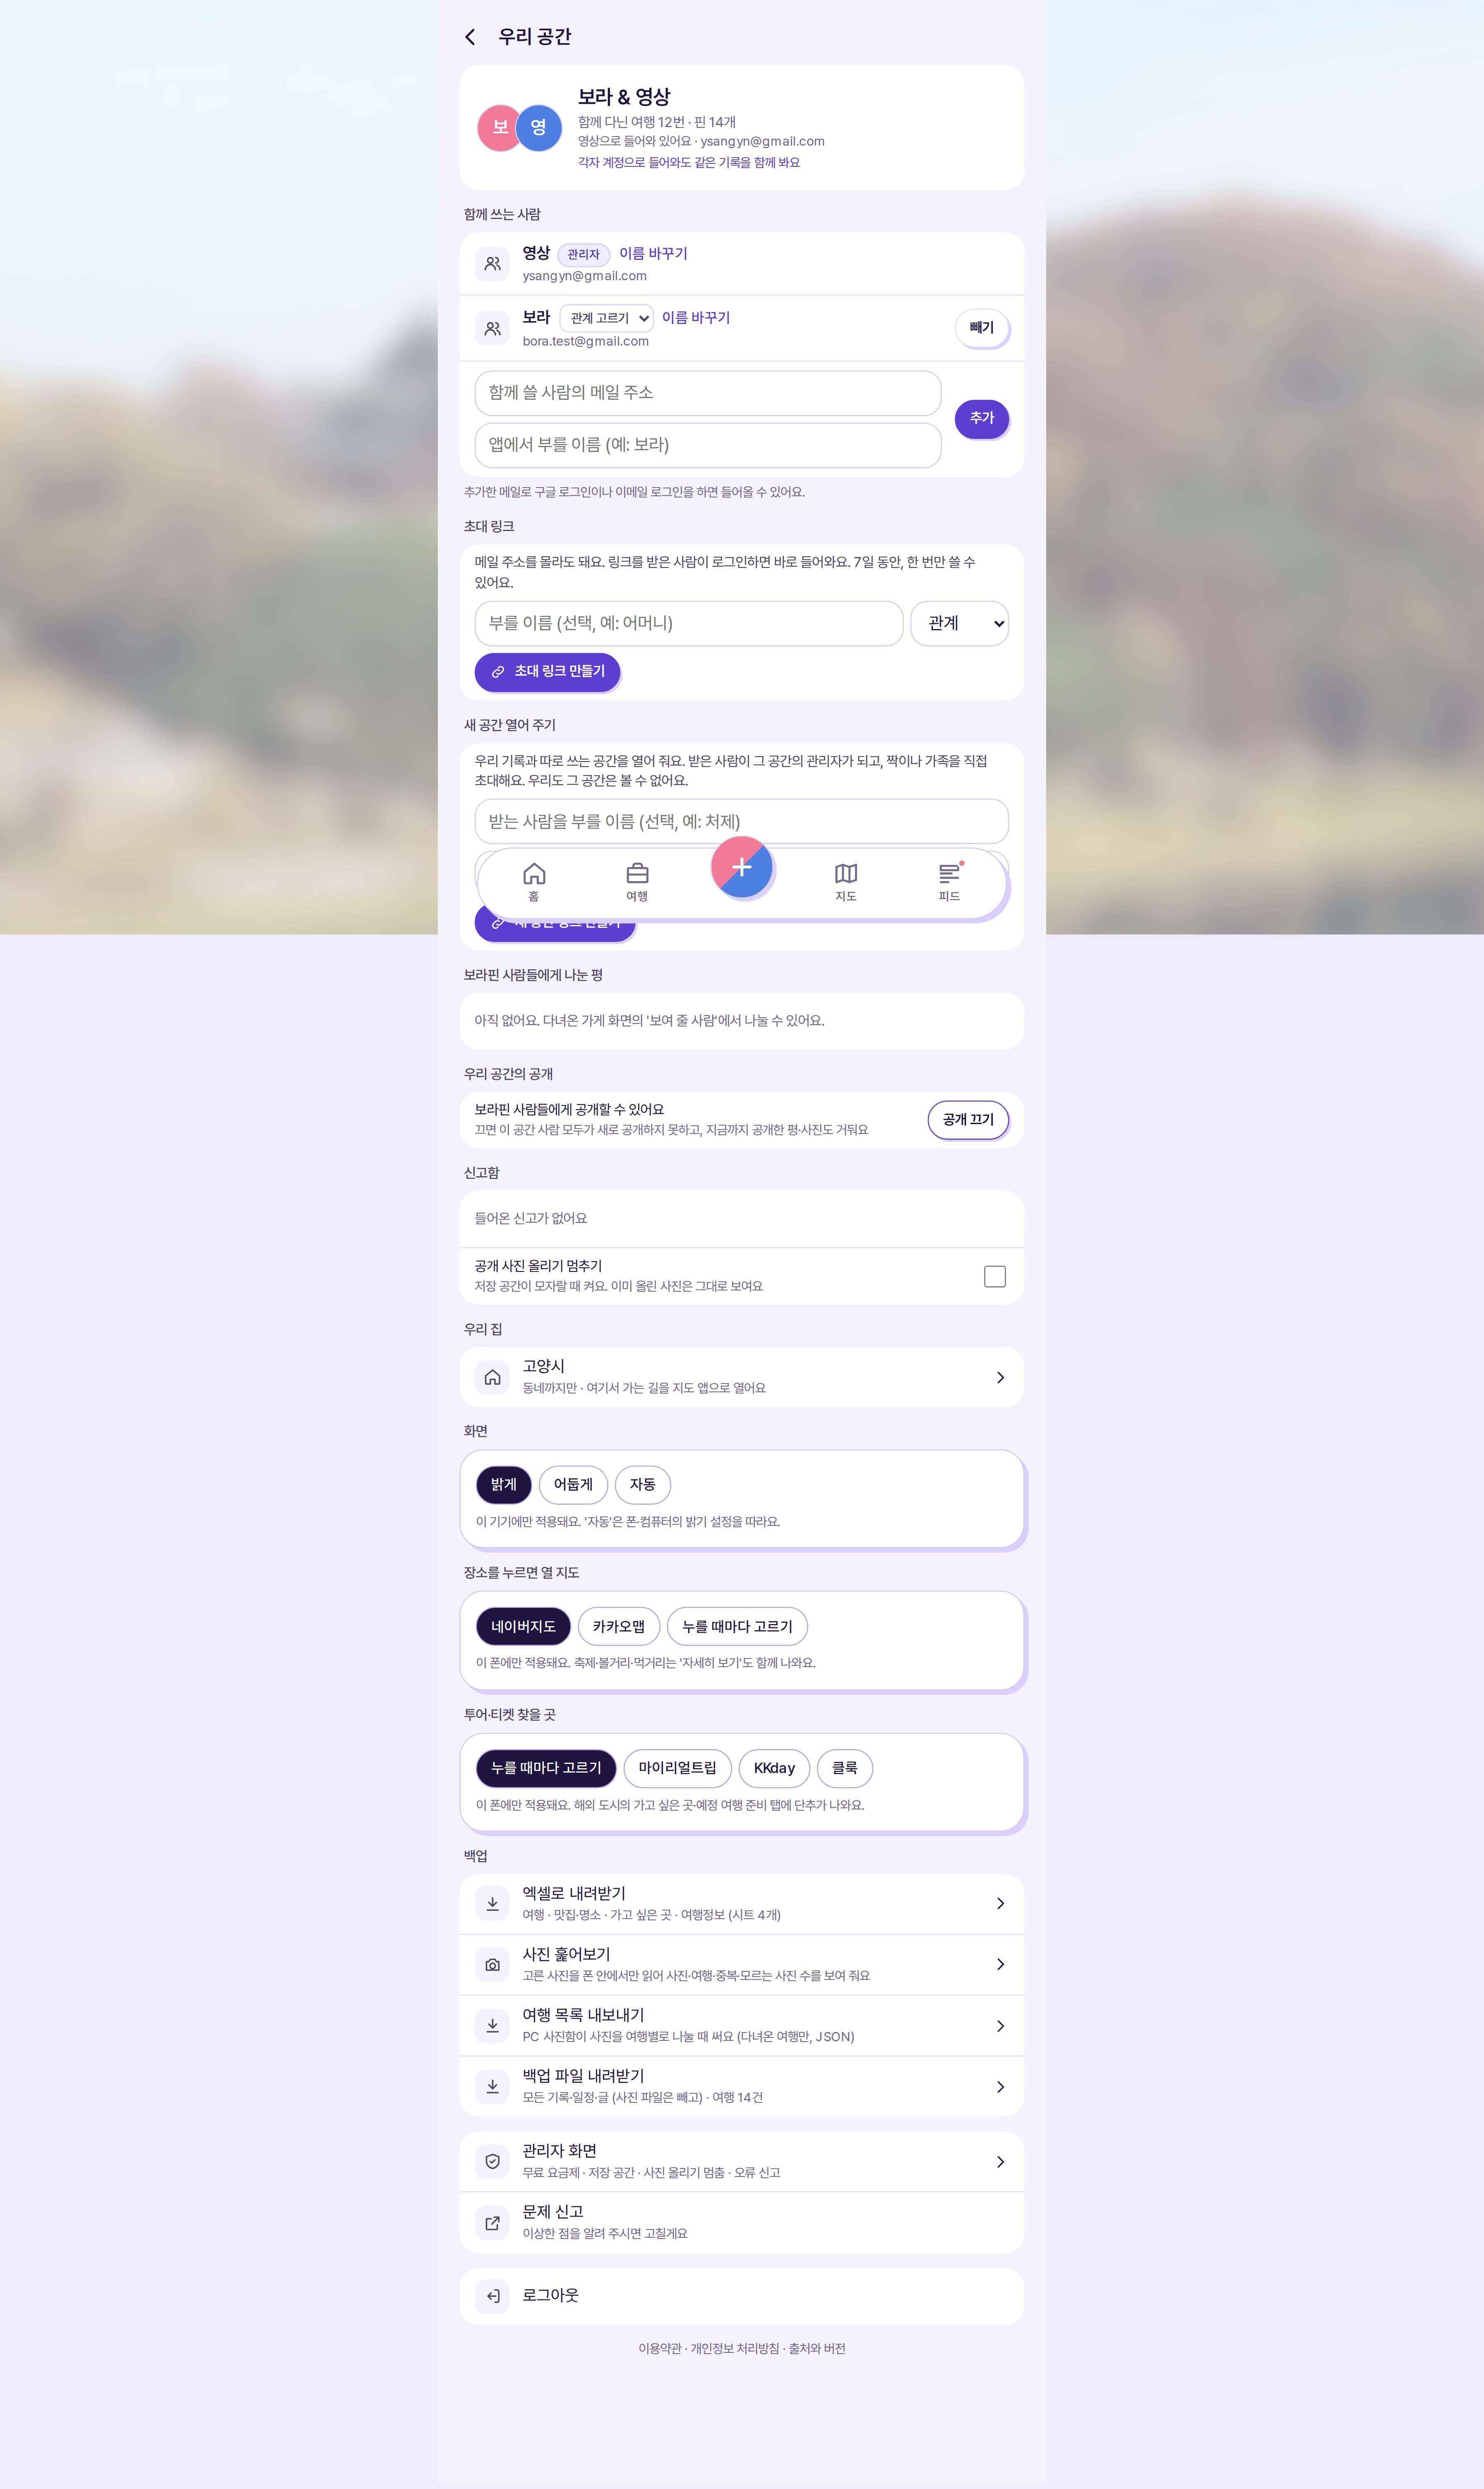 우리 공간
보 영
보라 & 영상
함께 다닌 여행 12번 · 핀 14개
영상으로 들어와 있어요 · ysangyn@gmail.com
각자 계정으로 들어와도 같은 기록을 함께 봐요
함께 쓰는 사람
영상 관리자 이름 바꾸기
ysangyn@gmail.com
보라 관계 고르기 이름 바꾸기
bora.test@gmail.com
빼기
함께 쓸 사람의 메일 주소
앱에서 부를 이름 (예: 보라)
추가
추가한 메일로 구글 로그인이나 이메일 로그인을 하면 들어올 수 있어요.
초대 링크
메일 주소를 몰라도 돼요. 링크를 받은 사람이 로그인하면 바로 들어와요. 7일 동안, 한 번만 쓸 수
있어요.
부를 이름 (선택, 예: 어머니) 관계
초대 링크 만들기
새 공간 열어 주기
우리 기록과 따로 쓰는 공간을 열어 줘요. 받은 사람이 그 공간의 관리자가 되고, 짝이나 가족을 직접
초대해요. 우리도 그 공간은 볼 수 없어요.
받는 사람을 부를 이름 (선택, 예: 처제)
홈 여행 지도 피드
보라핀 사람들에게 나눈 평
아직 없어요. 다녀온 가게 화면의 '보여 줄 사람'에서 나눌 수 있어요.
우리 공간의 공개
보라핀 사람들에게 공개할 수 있어요
끄면 이 공간 사람 모두가 새로 공개하지 못하고, 지금까지 공개한 평·사진도 거둬요
공개 끄기
신고함
들어온 신고가 없어요
공개 사진 올리기 멈추기
저장 공간이 모자랄 때 켜요. 이미 올린 사진은 그대로 보여요
우리 집
고양시
동네까지만 · 여기서 가는 길을 지도 앱으로 열어요
화면
밝게 어둡게 자동
이 기기에만 적용돼요. '자동'은 폰·컴퓨터의 밝기 설정을 따라요.
장소를 누르면 열 지도
네이버지도 카카오맵 누를 때마다 고르기
이 폰에만 적용돼요. 축제·볼거리·먹거리는 '자세히 보기'도 함께 나와요.
투어·티켓 찾을 곳
누를 때마다 고르기 마이리얼트립 KKday 클룩
이 폰에만 적용돼요. 해외 도시의 가고 싶은 곳·예정 여행 준비 탭에 단추가 나와요.
백업
엑셀로 내려받기
여행 · 맛집·명소 · 가고 싶은 곳 · 여행정보 (시트 4개)
사진 훑어보기
고른 사진을 폰 안에서만 읽어 사진·여행·중복·모르는 사진 수를 보여 줘요
여행 목록 내보내기
PC 사진함이 사진을 여행별로 나눌 때 써요 (다녀온 여행만, JSON)
백업 파일 내려받기
모든 기록·일정·글 (사진 파일은 빼고) · 여행 14건
관리자 화면
무료 요금제 · 저장 공간 · 사진 올리기 멈춤 · 오류 신고
문제 신고
이상한 점을 알려 주시면 고칠게요
로그아웃
이용약관 · 개인정보 처리방침 · 출처와 버전